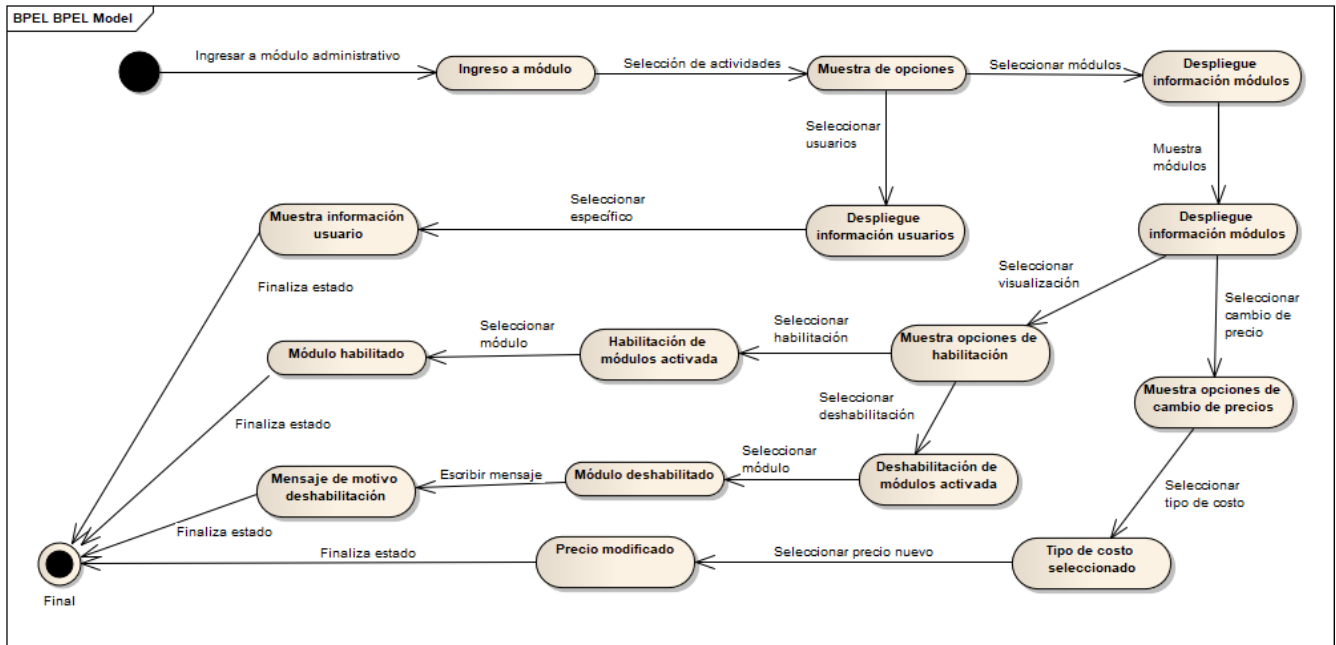 BPEL BPEL Model
Ingresar a módulo administrativo
Ingreso a módulo
Selección de actividades
Muestra de opciones
Seleccionar módulos
Despliegue
información módulos
Seleccionar
usuarios
Muestra
módulos
Muestra información
usuario
Seleccionar
específico
Despliegue
información usuarios
Despliegue
información módulos
Finaliza estado
Seleccionar
visualización
Seleccionar
cambio de
precio
Módulo habilitado
Seleccionar
módulo
Habilitación de
módulos activada
Seleccionar
habilitación
Muestra opciones de
habilitación
Muestra opciones de
cambio de precios
Finaliza estado
Seleccionar
deshabilitación
Mensaje de motivo
deshabilitación
Escribir mensaje
Módulo deshabilitado
Seleccionar
módulo
Deshabilitación de
módulos activada
Seleccionar
tipo de costo
Finaliza estado
Finaliza estado
Precio modificado
Seleccionar precio nuevo
Tipo de costo
seleccionado
Final